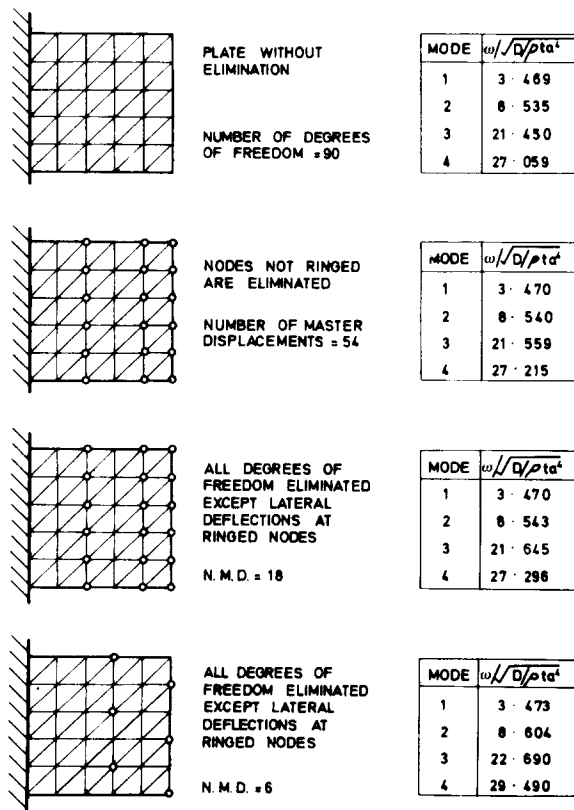 PLATE WITHOUT
ELIMINATION
NUMBER OF DEGREES
OF FREEDOM = 90
MODE ω/√D/ρta⁴
1 3 · 469
2 8 · 535
3 21 · 450
4 27 · 059
NODES NOT RINGED
ARE ELIMINATED
NUMBER OF MASTER
DISPLACEMENTS = 54
MODE ω/√D/ρta⁴
1 3 · 470
2 8 · 540
3 21 · 559
4 27 · 215
ALL DEGREES OF
FREEDOM ELIMINATED
EXCEPT LATERAL
DEFLECTIONS AT
RINGED NODES
N. M. D. = 18
MODE ω/√D/ρta⁴
1 3 · 470
2 8 · 543
3 21 · 645
4 27 · 296
ALL DEGREES OF
FREEDOM ELIMINATED
EXCEPT LATERAL
DEFLECTIONS AT
RINGED NODES
N. M. D. = 6
MODE ω/√D/ρta⁴
1 3 · 473
2 8 · 604
3 22 · 690
4 29 · 490